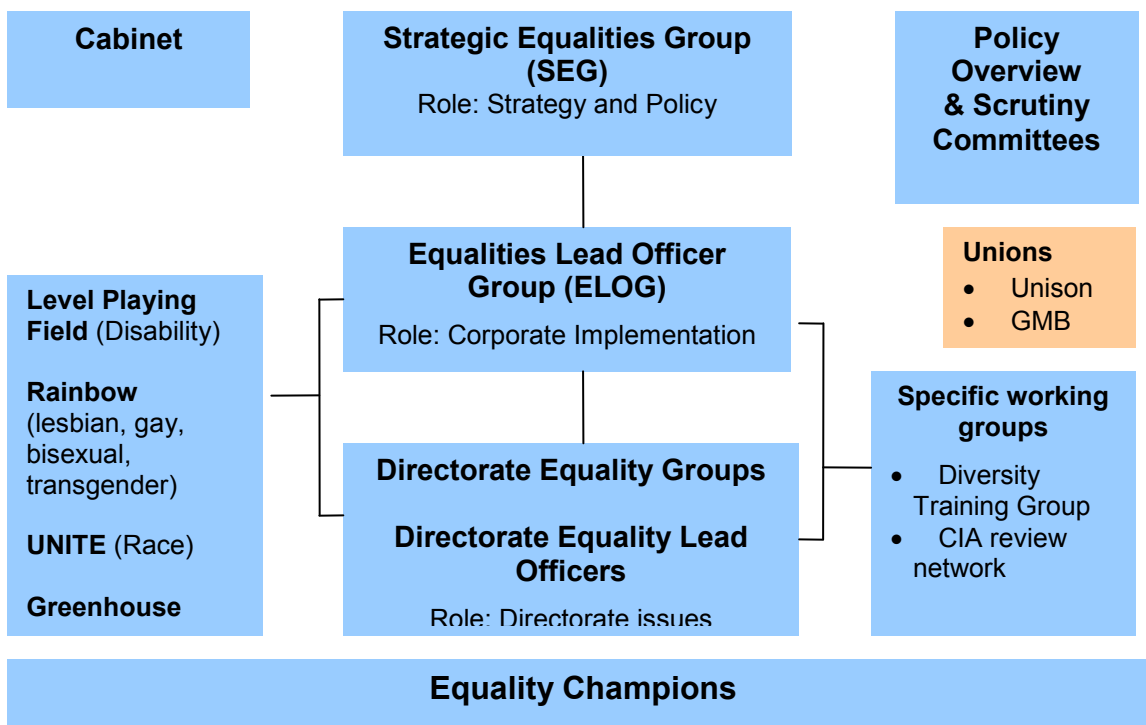 Cabinet
Strategic Equalities Group
(SEG)
Role: Strategy and Policy
Policy
Overview
& Scrutiny
Committees
Equalities Lead Officer
Group (ELOG)
Role: Corporate Implementation
Unions
• Unison
• GMB
Level Playing
Field (Disability)
Rainbow
(lesbian, gay,
bisexual,
transgender)
UNITE (Race)
Greenhouse
Directorate Equality Groups
Directorate Equality Lead
Officers
Role: Directorate issues
Specific working
groups
• Diversity
Training Group
• CIA review
network
Equality Champions